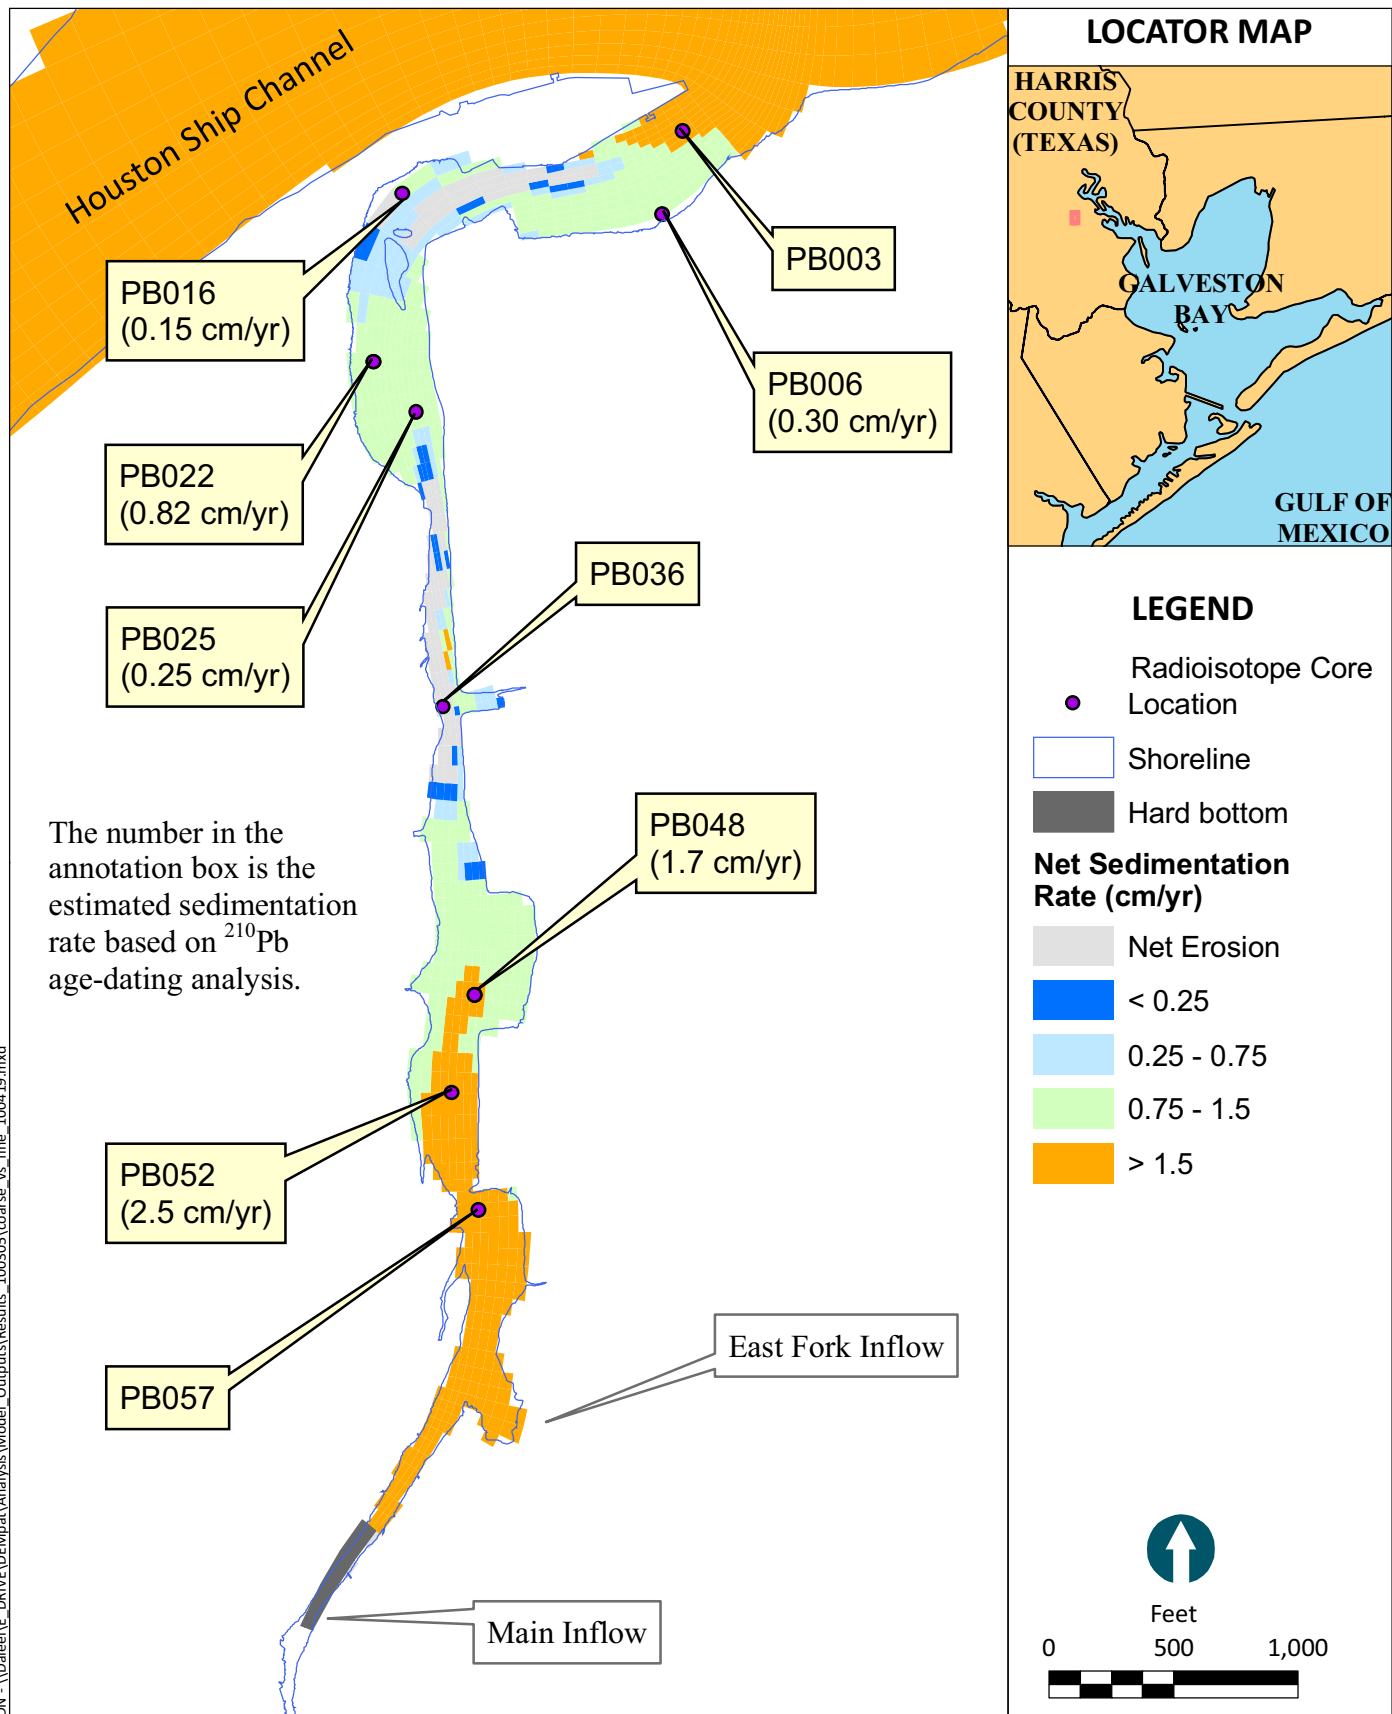 Houston Ship Channel
PB003
PB016
(0.15 cm/yr)
PB006
(0.30 cm/yr)
PB022
(0.82 cm/yr)
PB025
(0.25 cm/yr)
PB036
PB048
(1.7 cm/yr)
The number in the
annotation box is the
estimated sedimentation
rate based on ²¹⁰Pb
age-dating analysis.
PB052
(2.5 cm/yr)
PB057
East Fork Inflow
Main Inflow
LOCATOR MAP
HARRIS
COUNTY
(TEXAS)
GALVESTON
BAY
GULF OF
MEXICO
LEGEND
Radioisotope Core
Location
Shoreline
Hard bottom
Net Sedimentation
Rate (cm/yr)
Net Erosion
< 0.25
0.25 - 0.75
0.75 - 1.5
> 1.5
Feet
0 500 1,000